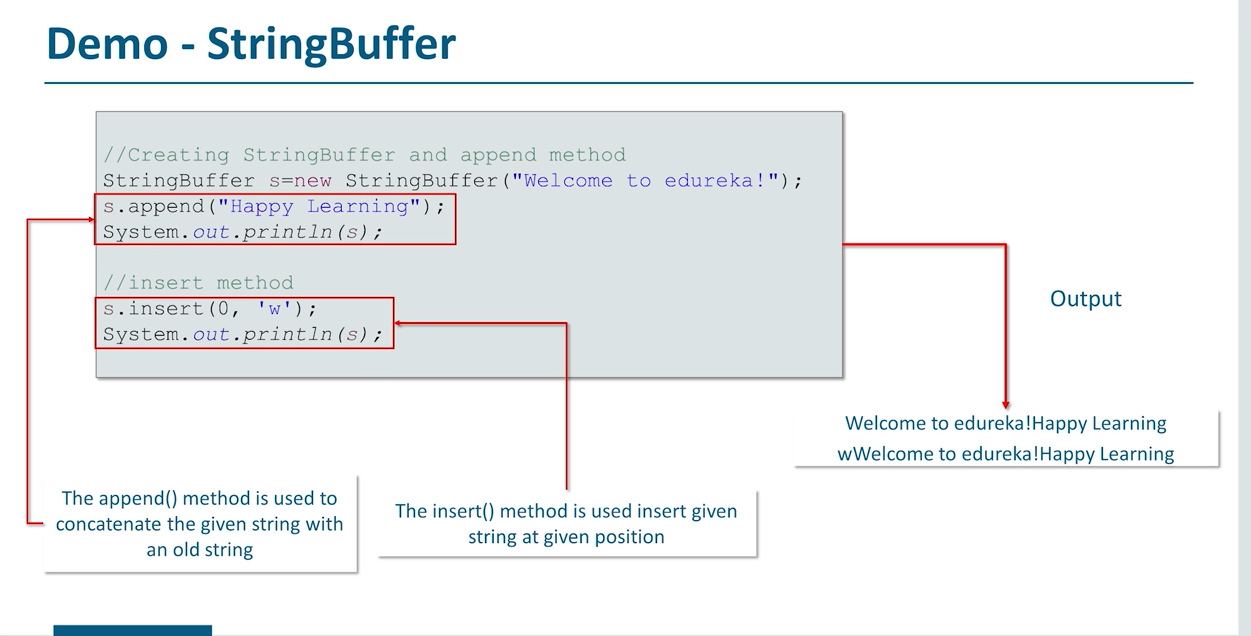 Demo - StringBuffer
//Creating StringBuffer and append method
StringBuffer s=new StringBuffer("Welcome to edureka!");
s.append("Happy Learning");
System.out.println(s);
//insert method
s.insert(0, 'w');
System.out.println(s);
Output
Welcome to edureka!Happy Learning
wWelcome to edureka!Happy Learning
The append() method is used to
concatenate the given string with
an old string
The insert() method is used insert given
string at given position